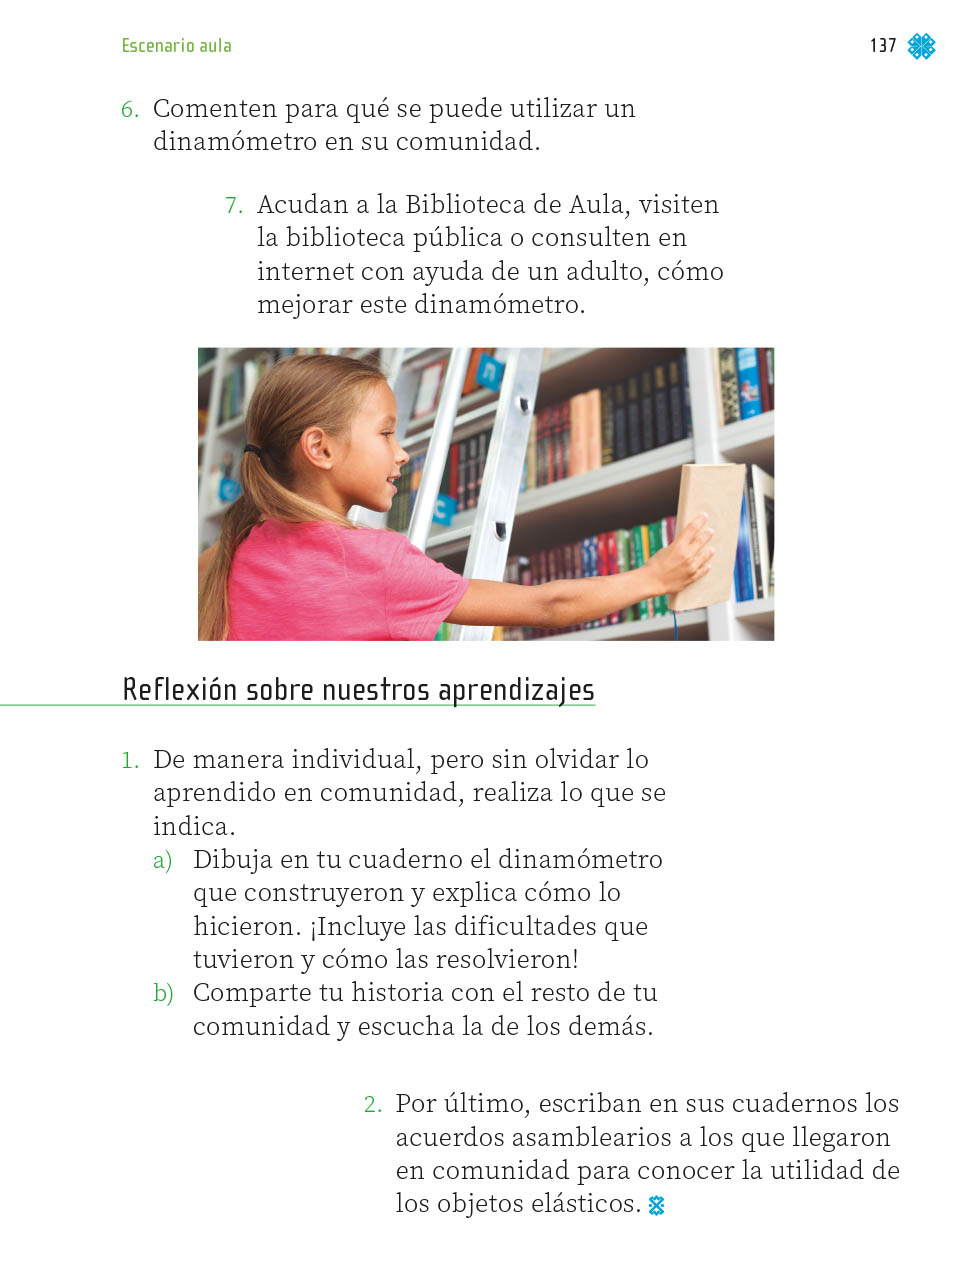 Escenario aula
137
6. Comenten para qué se puede utilizar un
dinamómetro en su comunidad.
7. Acudan a la Biblioteca de Aula, visiten
la biblioteca pública o consulten en
internet con ayuda de un adulto, cómo
mejorar este dinamómetro.
Reflexión sobre nuestros aprendizajes
1. De manera individual, pero sin olvidar lo
aprendido en comunidad, realiza lo que se
indica.
a) Dibuja en tu cuaderno el dinamómetro
que construyeron y explica cómo lo
hicieron. ¡Incluye las dificultades que
tuvieron y cómo las resolvieron!
b) Comparte tu historia con el resto de tu
comunidad y escucha la de los demás.
2. Por último, escriban en sus cuadernos los
acuerdos asamblearios a los que llegaron
en comunidad para conocer la utilidad de
los objetos elásticos.